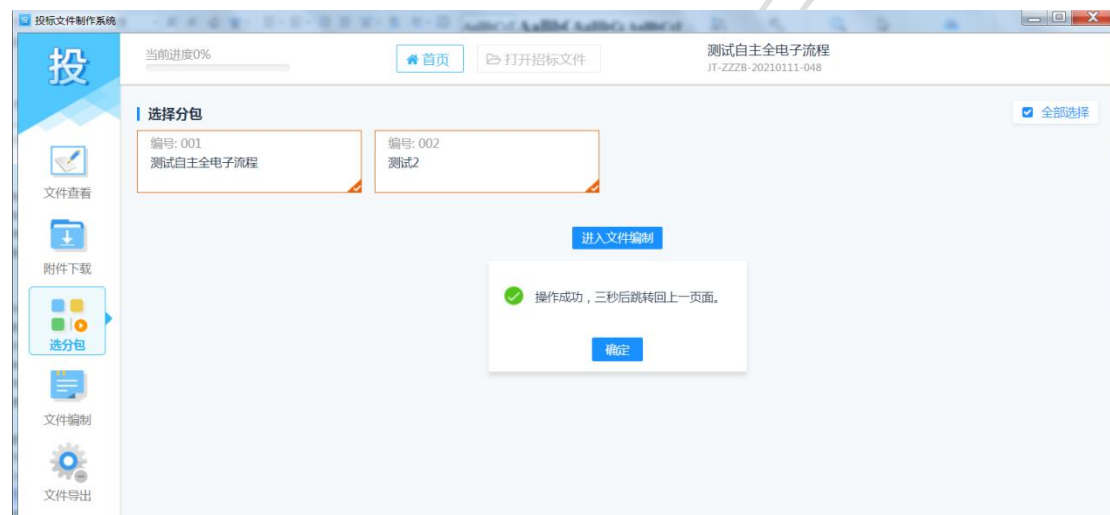 投标文件制作系统
投
当前进度0%
首页
打开招标文件
测试自主全电子流程
JT-ZZZB-20210111-048
选择分包
全部选择
编号: 001
测试自主全电子流程
编号: 002
测试2
文件查看
附件下载
选分包
文件编制
文件导出
进入文件编制
操作成功，三秒后跳转回上一页面。
确定